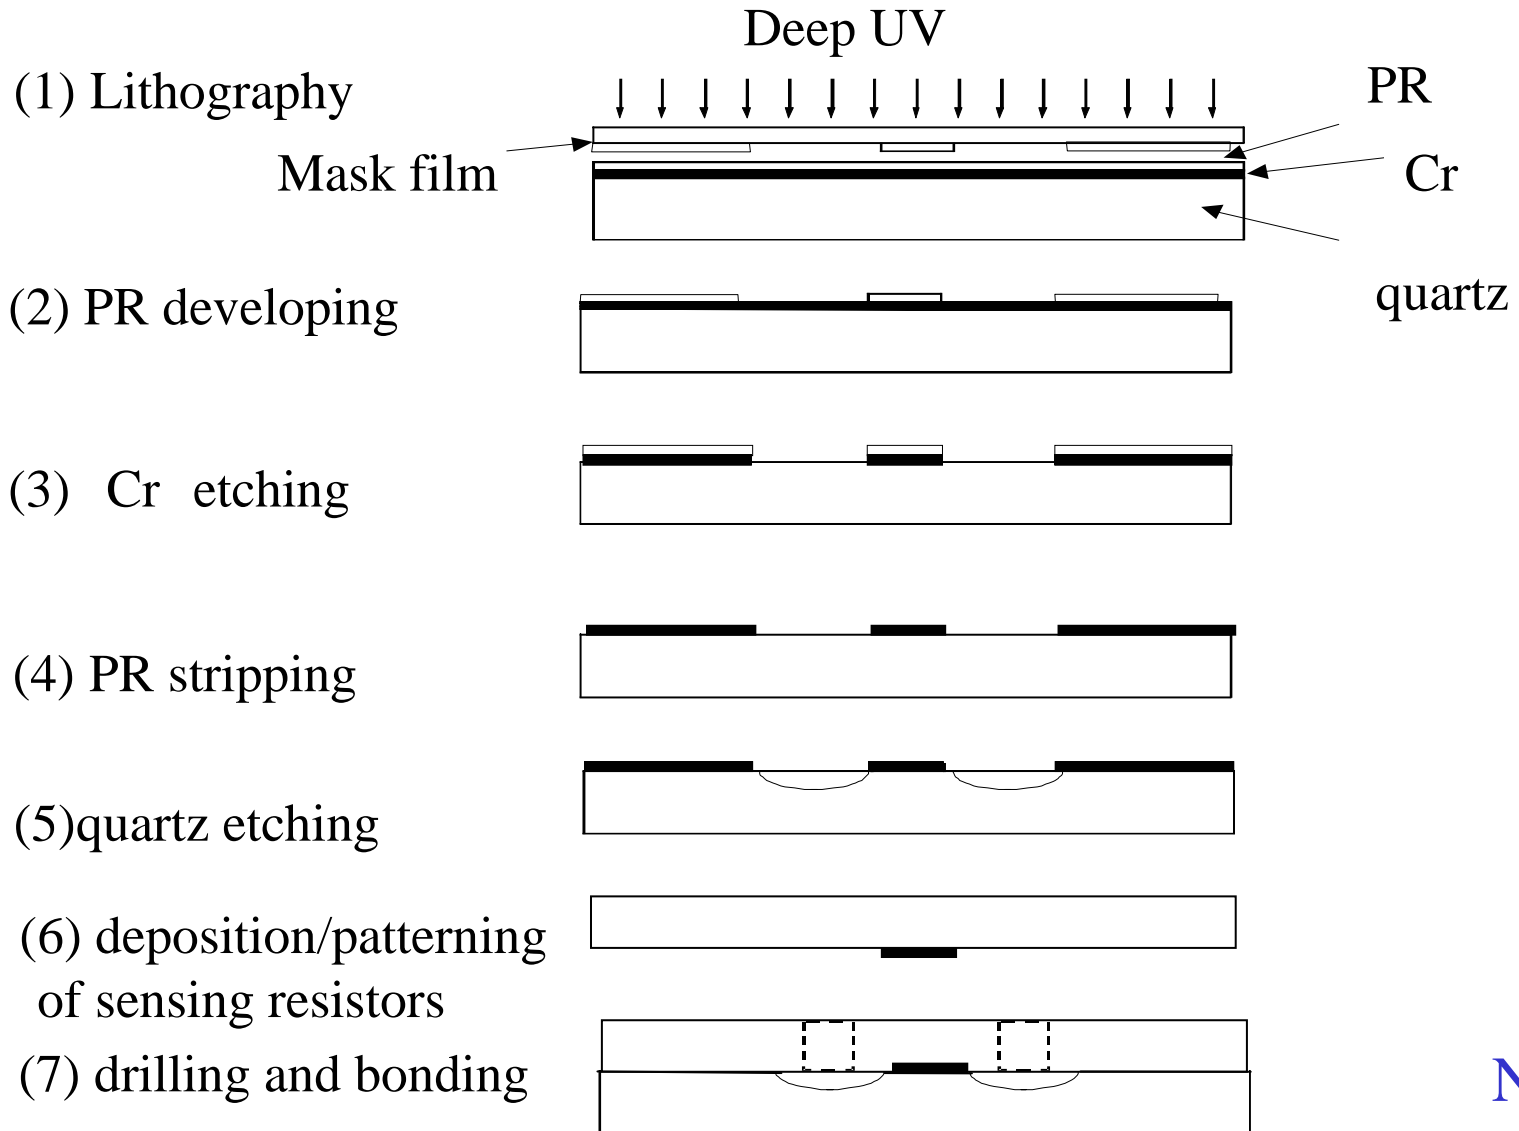 Deep UV
(1) Lithography
PR
Mask film
Cr
(2) PR developing
quartz
(3) Cr etching
(4) PR stripping
(5)quartz etching
(6) deposition/patterning
of sensing resistors
(7) drilling and bonding
N